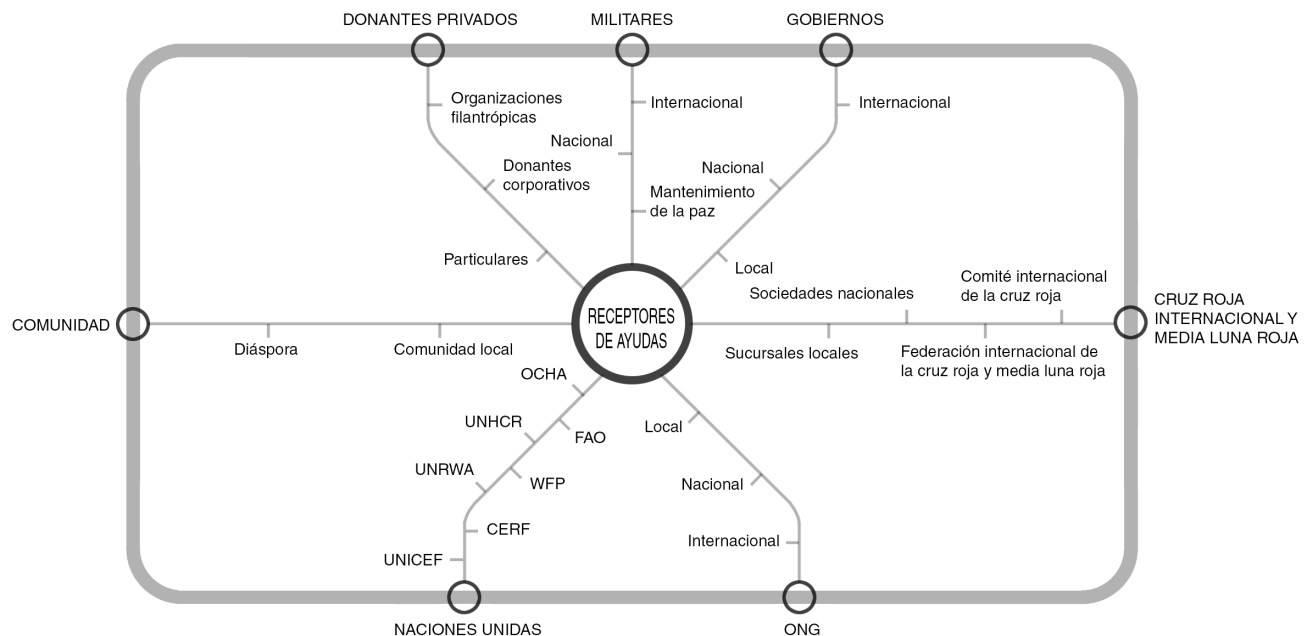 DONANTES PRIVADOS
MILITARES
GOBIERNOS
Organizaciones
filantrópicas
Donantes
corporativos
Particulares
Internacional
Nacional
Mantenimiento
de la paz
Internacional
Nacional
Local
COMUNIDAD
Diáspora
Comunidad local
RECEPTORES
DE AYUDAS
Sociedades nacionales
Comité internacional
de la cruz roja
Sucursales locales
Federación internacional de
la cruz roja y media luna roja
CRUZ ROJA
INTERNACIONAL Y
MEDIA LUNA ROJA
OCHA
FAO
UNHCR
WFP
UNRWA
CERF
UNICEF
NACIONES UNIDAS
Local
Nacional
Internacional
ONG